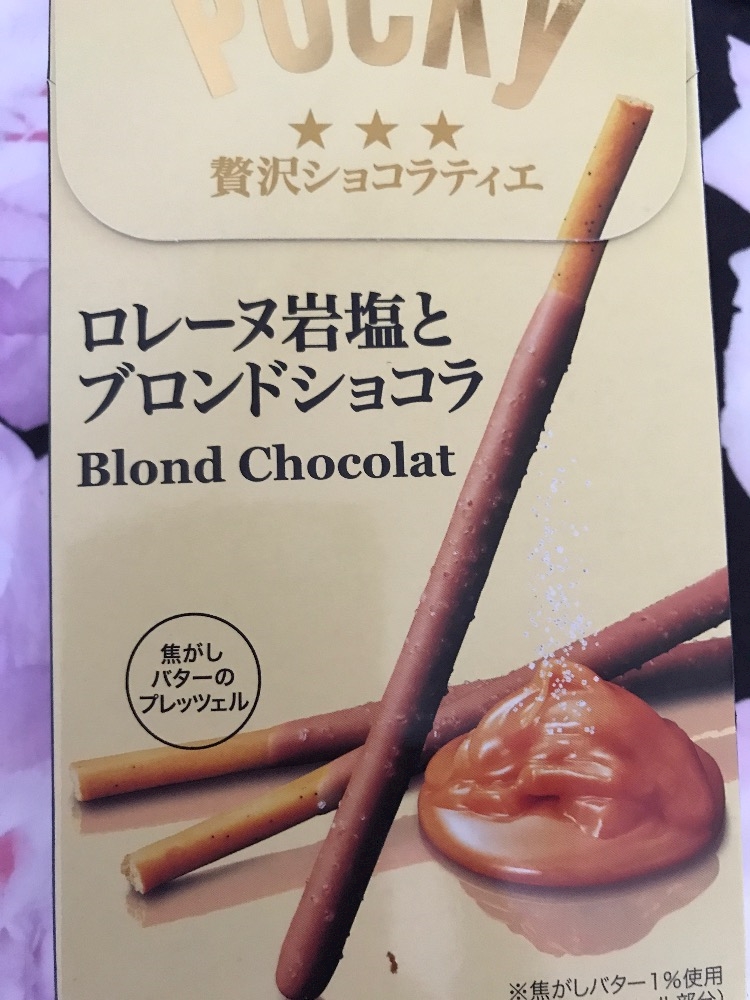 Pocky
★★★
贅沢ショコラティエ
ロレーヌ岩塩と
ブロンドショコラ
Blond Chocolat
焦がし
バターの
プレッツェル
※焦がしバター1%使用